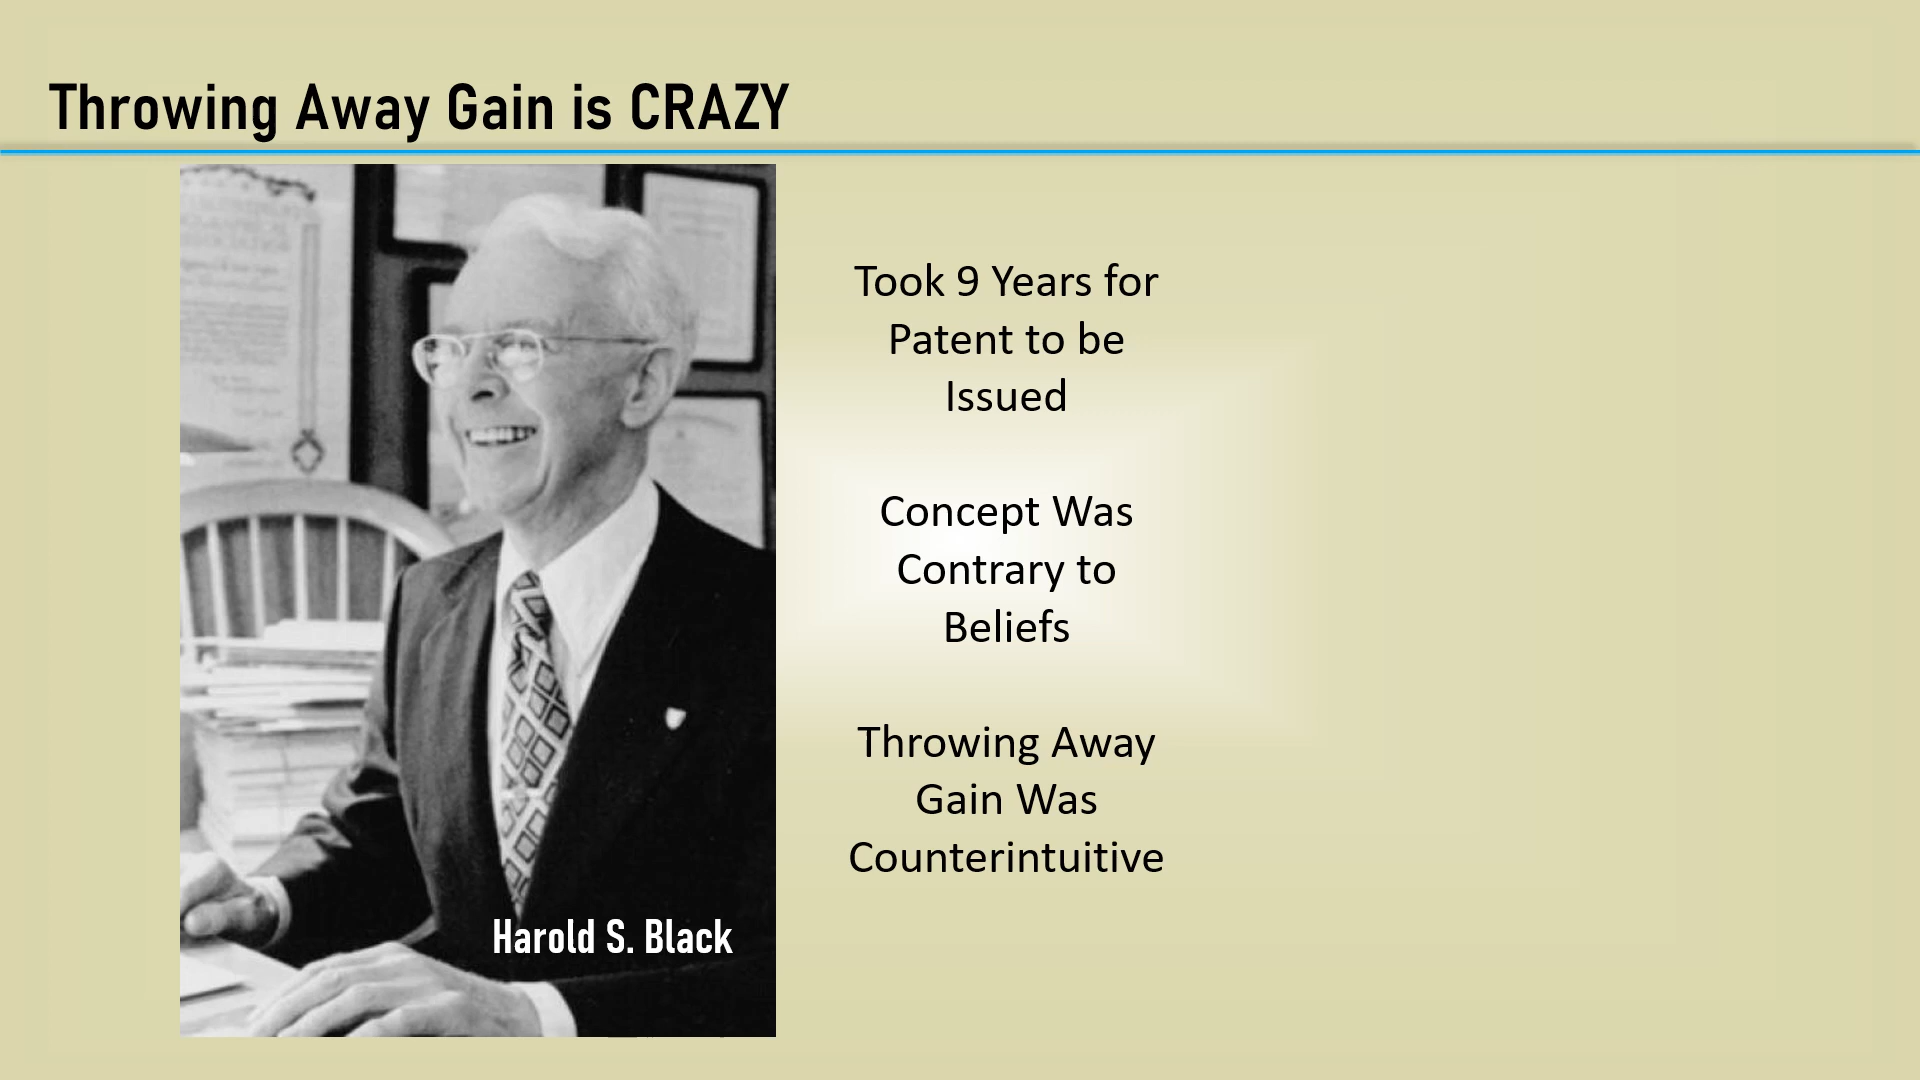 Throwing Away Gain is CRAZY
Took 9 Years for
Patent to be
Issued
Concept Was
Contrary to
Beliefs
Throwing Away
Gain Was
Counterintuitive
Harold S. Black